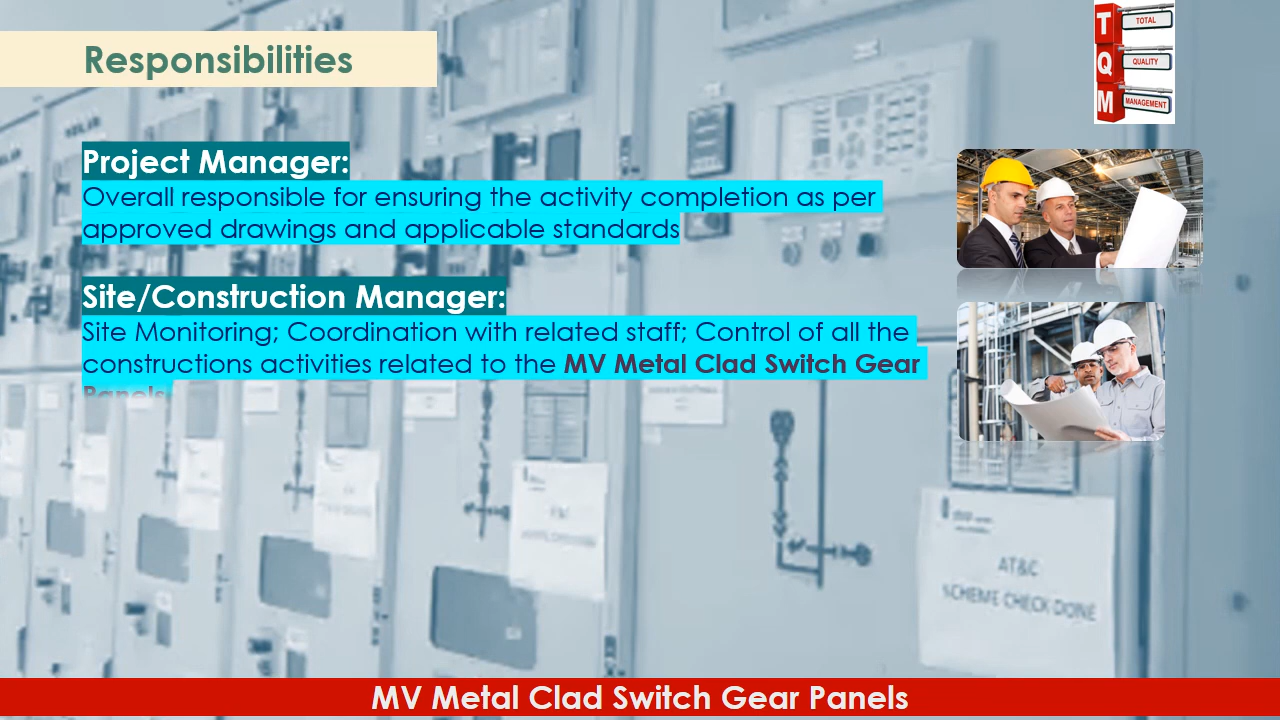 Responsibilities
T TOTAL
Q QUALITY
M MANAGEMENT
Project Manager:
Overall responsible for ensuring the activity completion as per
approved drawings and applicable standards
Site/Construction Manager:
Site Monitoring; Coordination with related staff; Control of all the
constructions activities related to the MV Metal Clad Switch Gear
Panels.
AT&C
SCHEME CHECK DONE
MV Metal Clad Switch Gear Panels